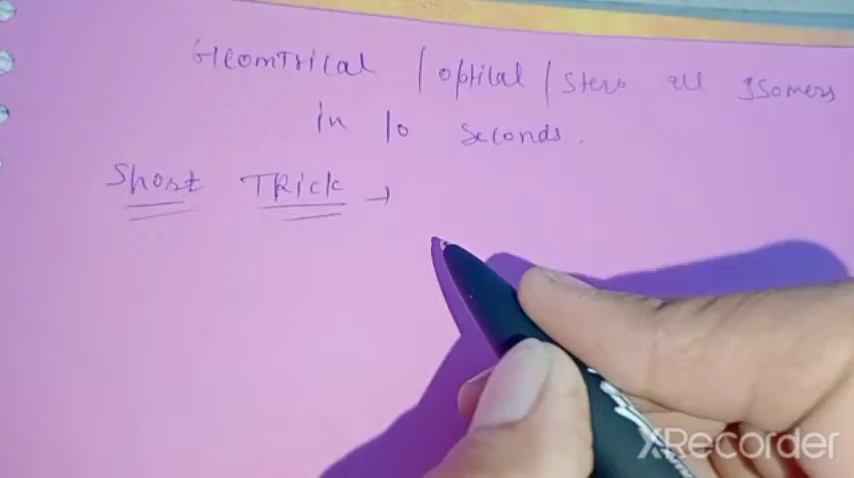 Geomtrical / optical / stero all Isomers
in 10 seconds.
Short TRick →
XRecorder